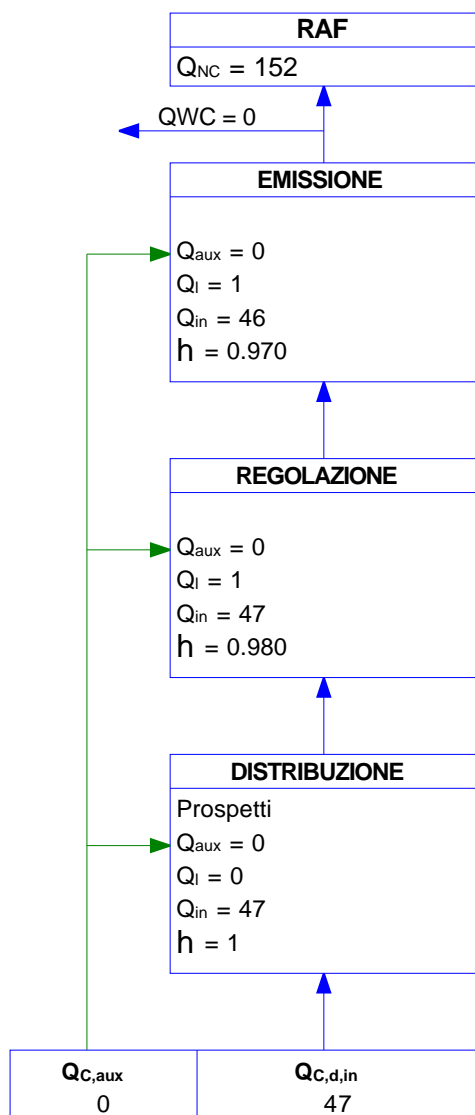 RAF
QNC = 152
QWC = 0
EMISSIONE
Qaux = 0
Ql = 1
Qin = 46
h = 0.970
REGOLAZIONE
Qaux = 0
Ql = 1
Qin = 47
h = 0.980
DISTRIBUZIONE
Prospetti
Qaux = 0
Ql = 0
Qin = 47
h = 1
QC,aux QC,d,in
0 47